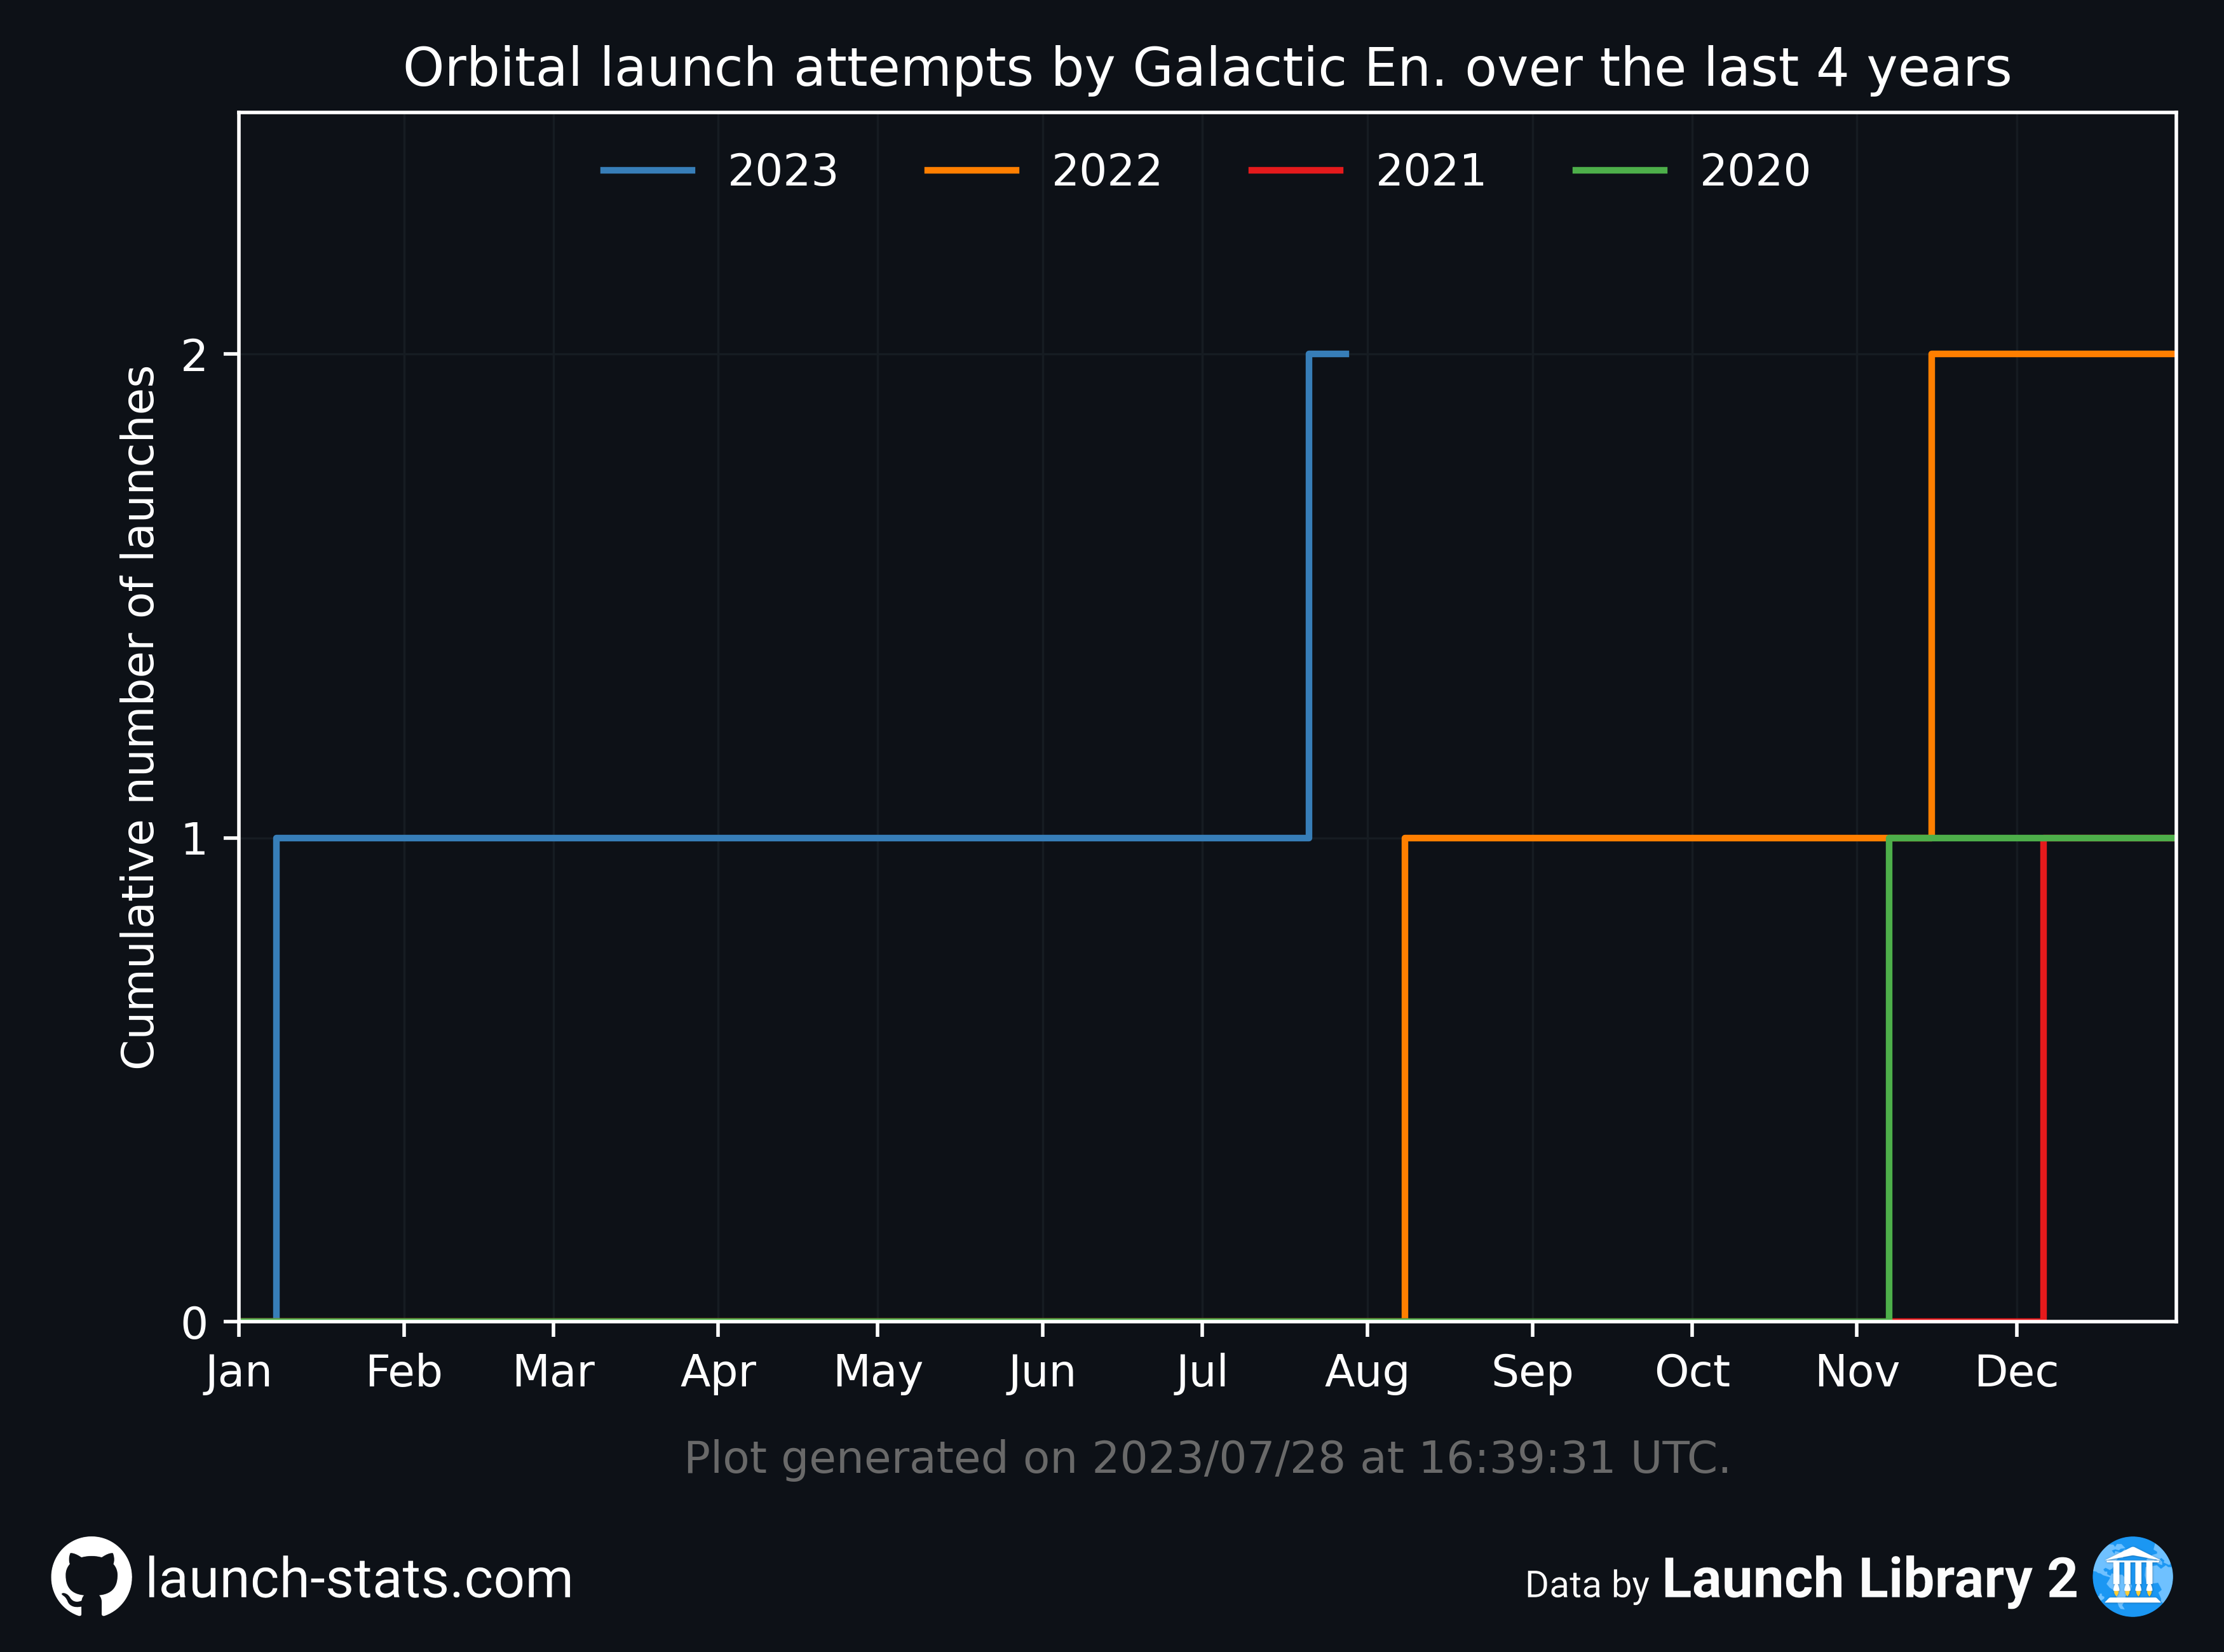 Orbital launch attempts by Galactic En. over the last 4 years
2023 2022 2021 2020
Cumulative number of launches
2
1
0
Jan Feb Mar Apr May Jun Jul Aug Sep Oct Nov Dec
Plot generated on 2023/07/28 at 16:39:31 UTC.
launch-stats.com
Data by Launch Library 2